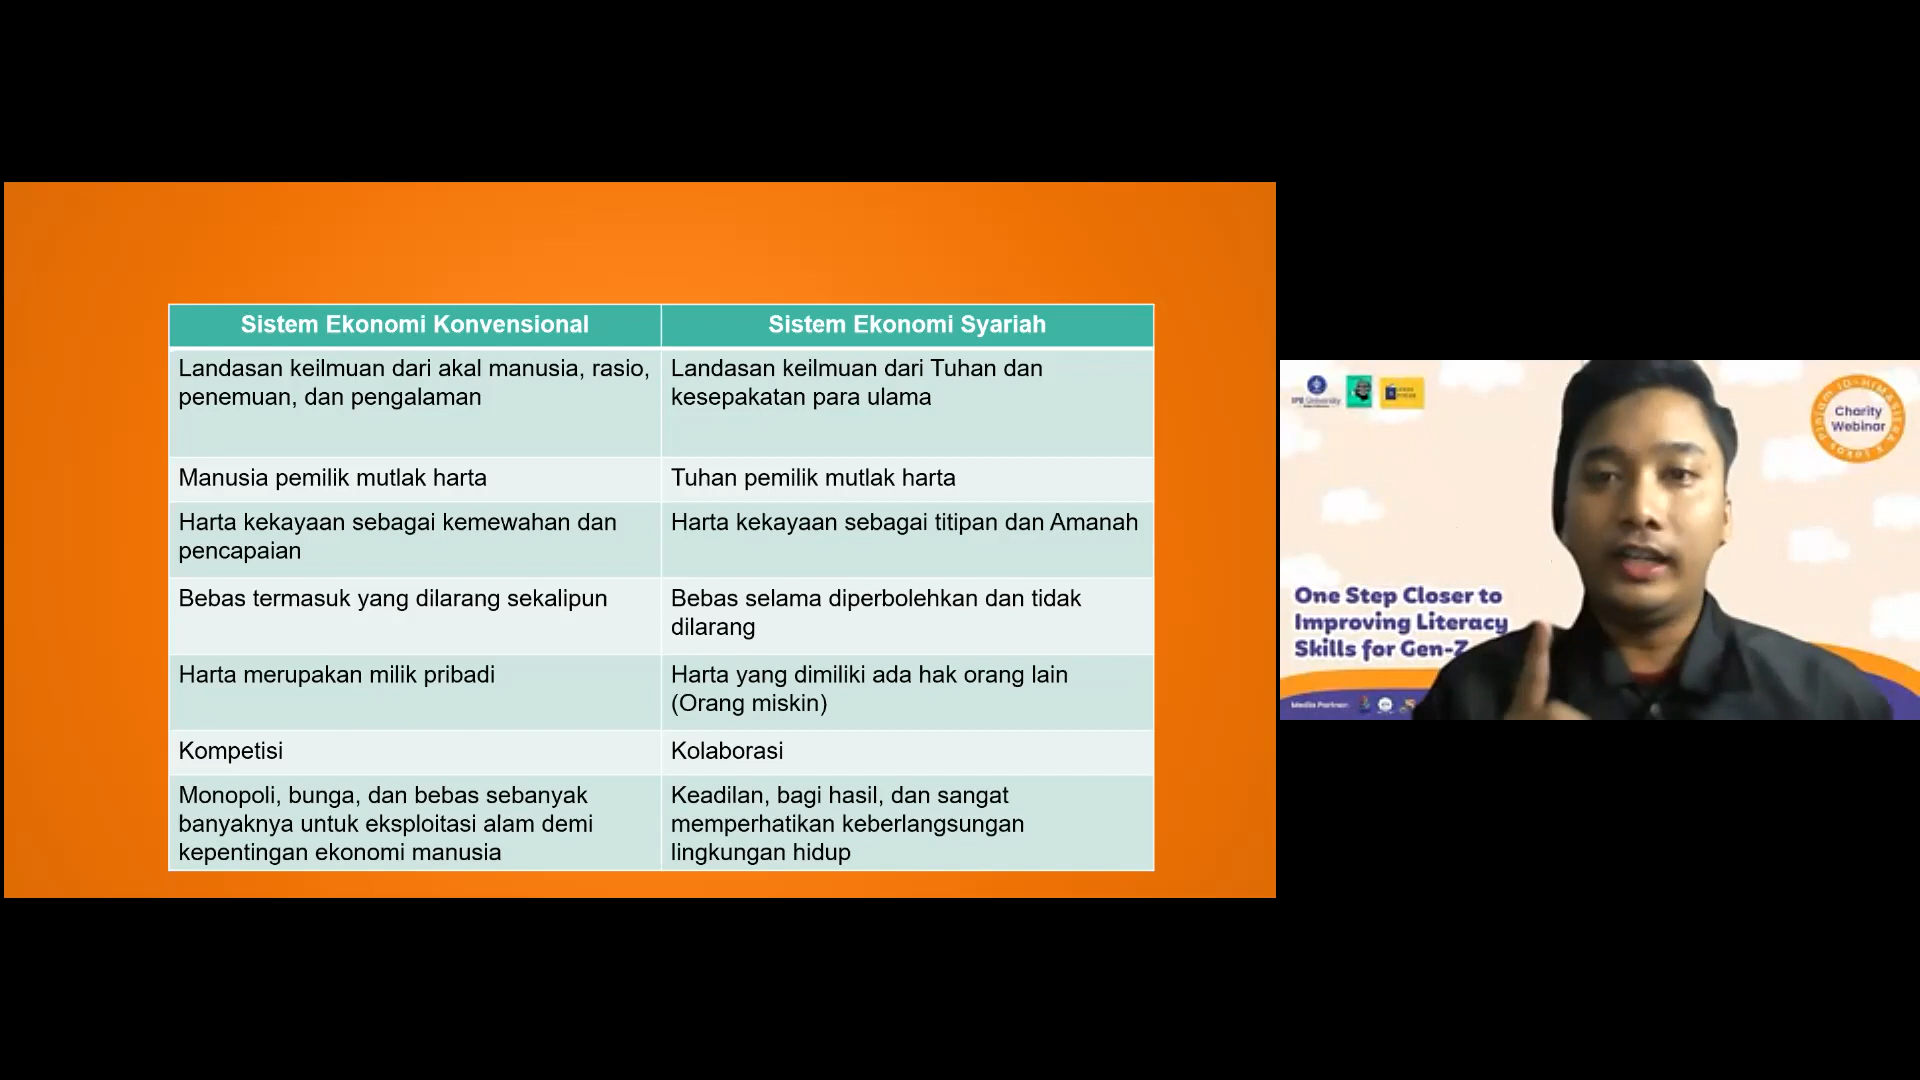 Sistem Ekonomi Konvensional
Sistem Ekonomi Syariah
Landasan keilmuan dari akal manusia, rasio,
penemuan, dan pengalaman
Landasan keilmuan dari Tuhan dan
kesepakatan para ulama
Manusia pemilik mutlak harta
Tuhan pemilik mutlak harta
Harta kekayaan sebagai kemewahan dan
pencapaian
Harta kekayaan sebagai titipan dan Amanah
Bebas termasuk yang dilarang sekalipun
Bebas selama diperbolehkan dan tidak
dilarang
Harta merupakan milik pribadi
Harta yang dimiliki ada hak orang lain
(Orang miskin)
Kompetisi
Kolaborasi
Monopoli, bunga, dan bebas sebanyak
banyaknya untuk eksploitasi alam demi
kepentingan ekonomi manusia
Keadilan, bagi hasil, dan sangat
memperhatikan keberlangsungan
lingkungan hidup
IPB University
Charity
Webinar
One Step Closer to
Improving Literacy
Skills for Gen-Z
Media Partner: